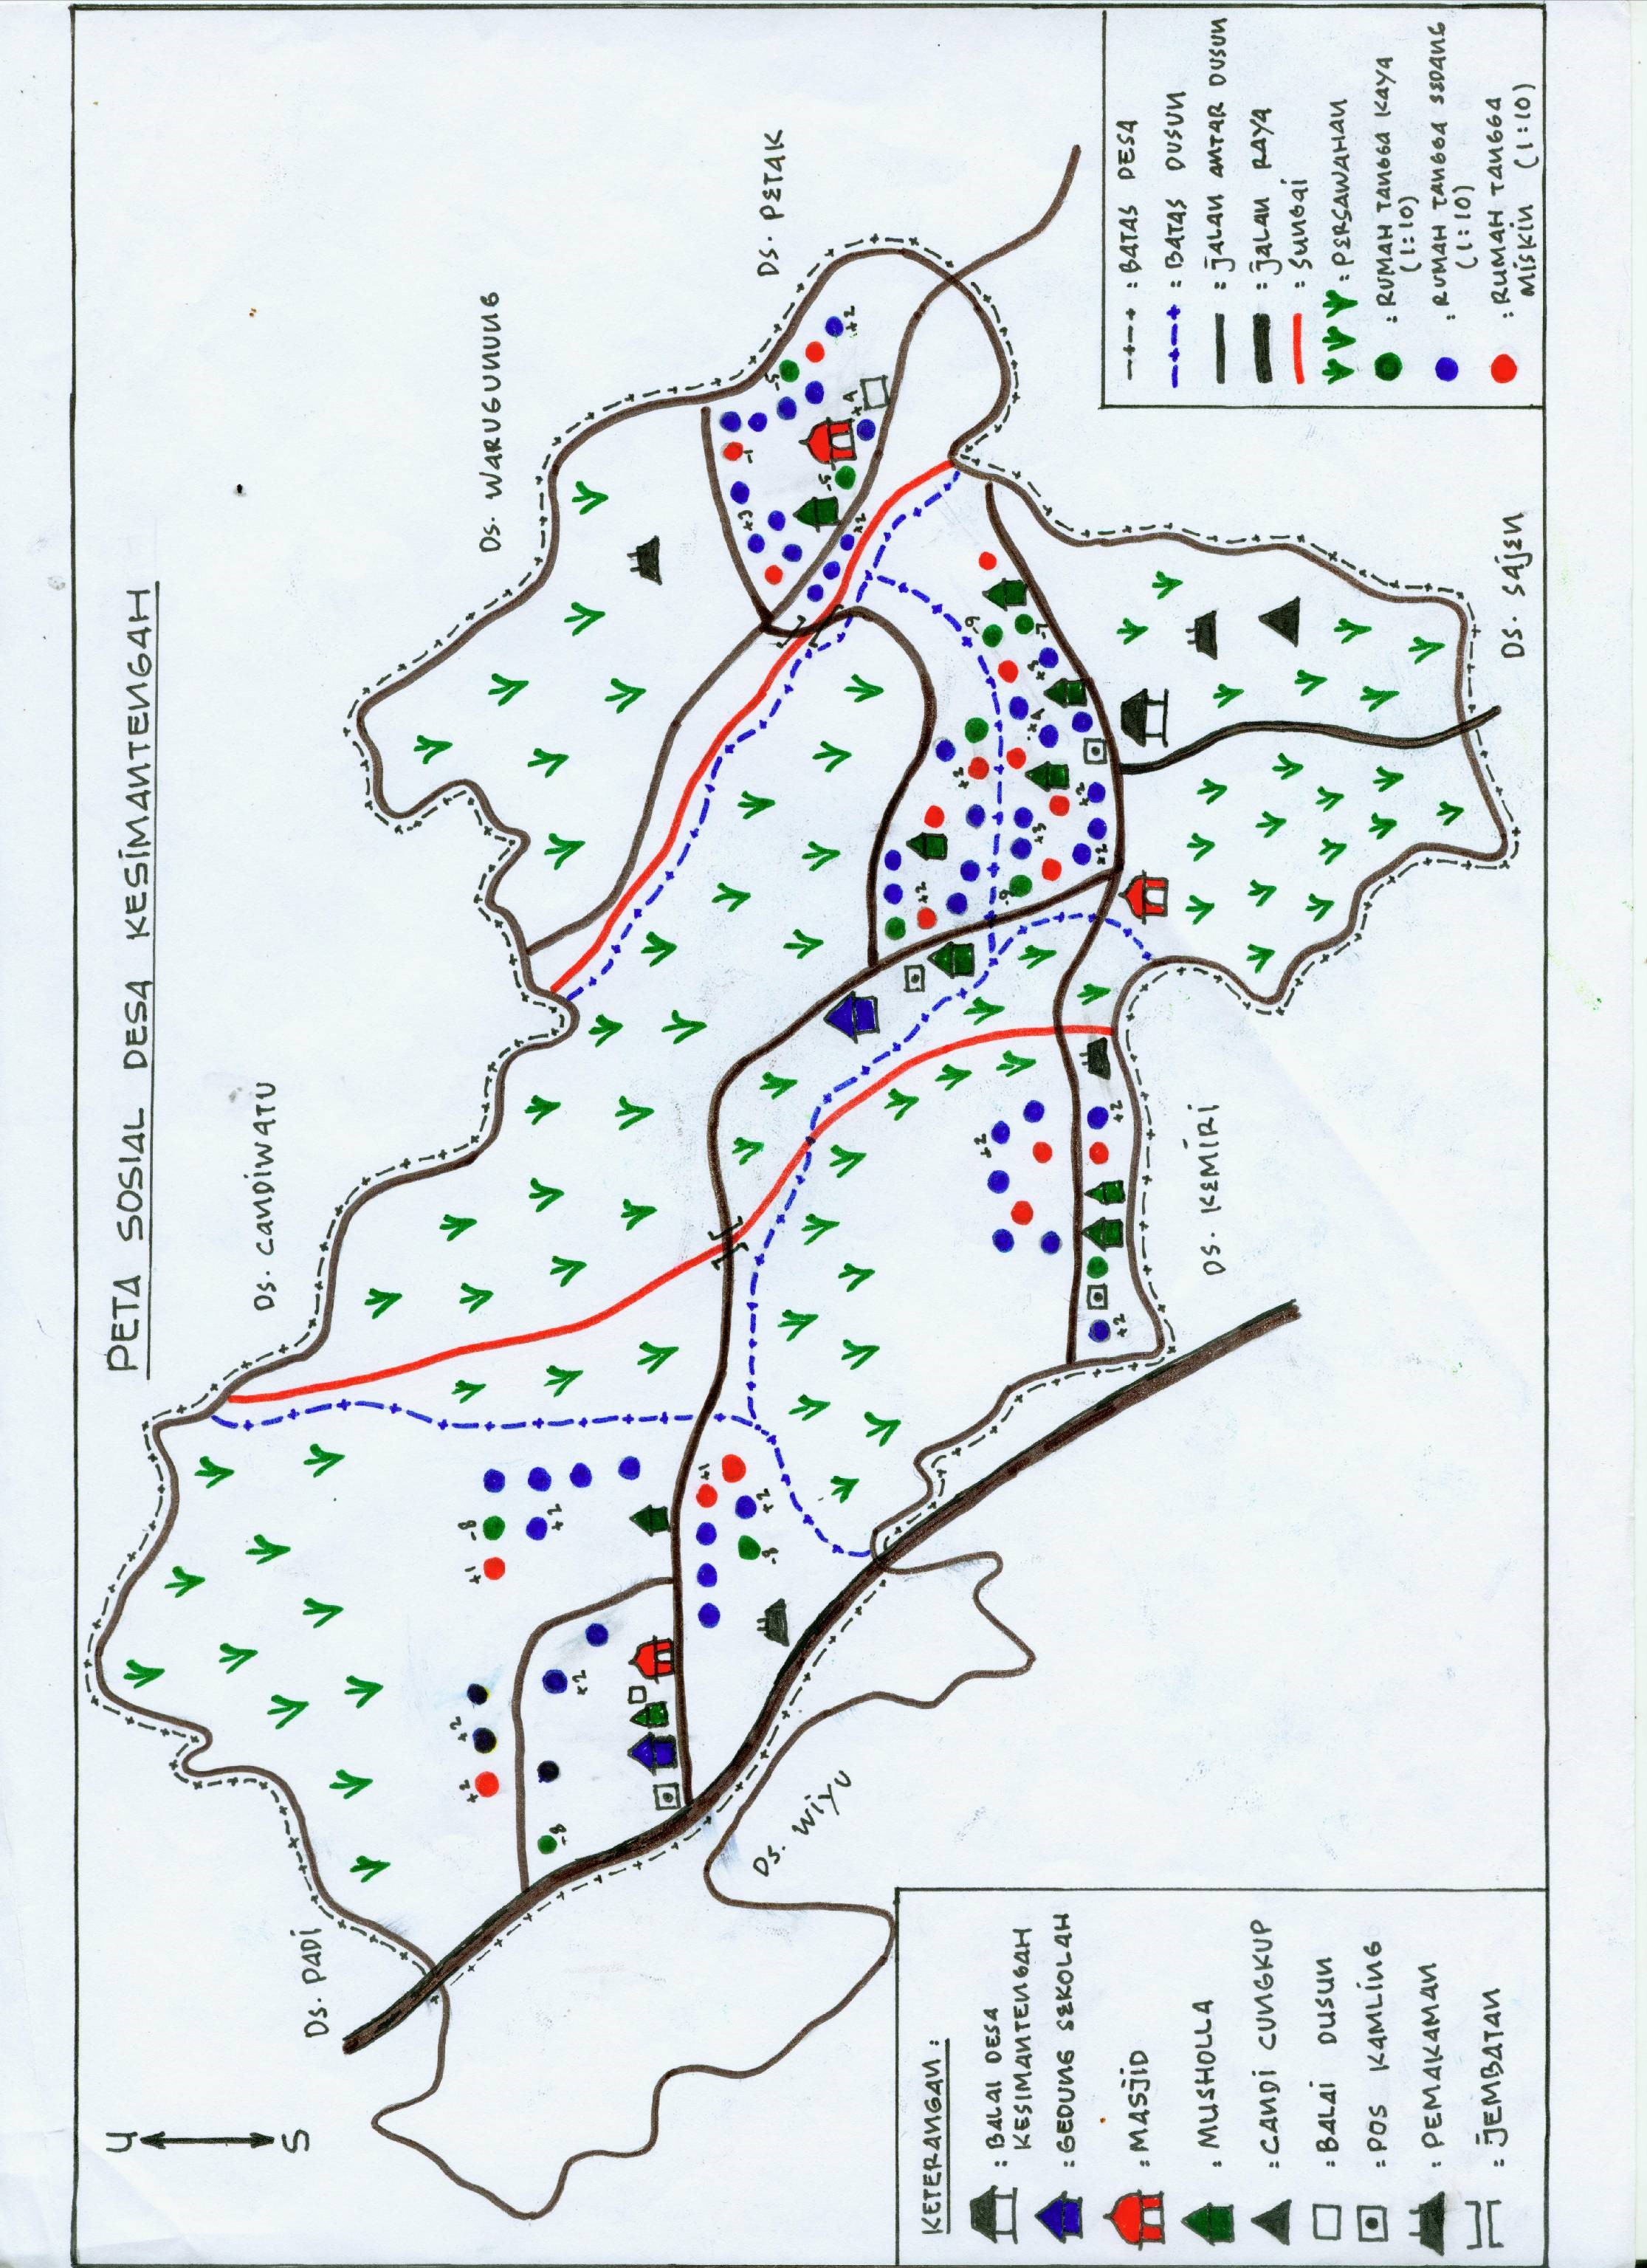 PETA SOSIAL DESA KESIMANTENGAH
U
S
Ds. PADI
Ds. CANDIWATU
Ds. WARUGUNUNG
Ds. PETAK
Ds. WIYU
Ds. KEMIRI
Ds. SAJEN
+2
+2
-8
+2
+1
-8
+2
+1
+2
-8
+2
+2
+2
+2
-9
+2
+2
+3
+2
+4
+2
-9
-7
+3
+2
-5
+4
-1
-5
+2
KETERANGAN :
: BALAI DESA
KESIMANTENGAH
: GEDUNG SEKOLAH
: MASJID
: MUSHOLLA
: CANDI CUNGKUP
: BALAI DUSUN
: POS KAMLING
: PEMAKAMAN
: JEMBATAN
: BATAS DESA
: BATAS DUSUN
: JALAN ANTAR DUSUN
: JALAN RAYA
: SUNGAI
: PERSAWAHAN
: RUMAH TANGGA KAYA
(1:10)
: RUMAH TANGGA SEDANG
(1:10)
: RUMAH TANGGA
MISKIN (1:10)